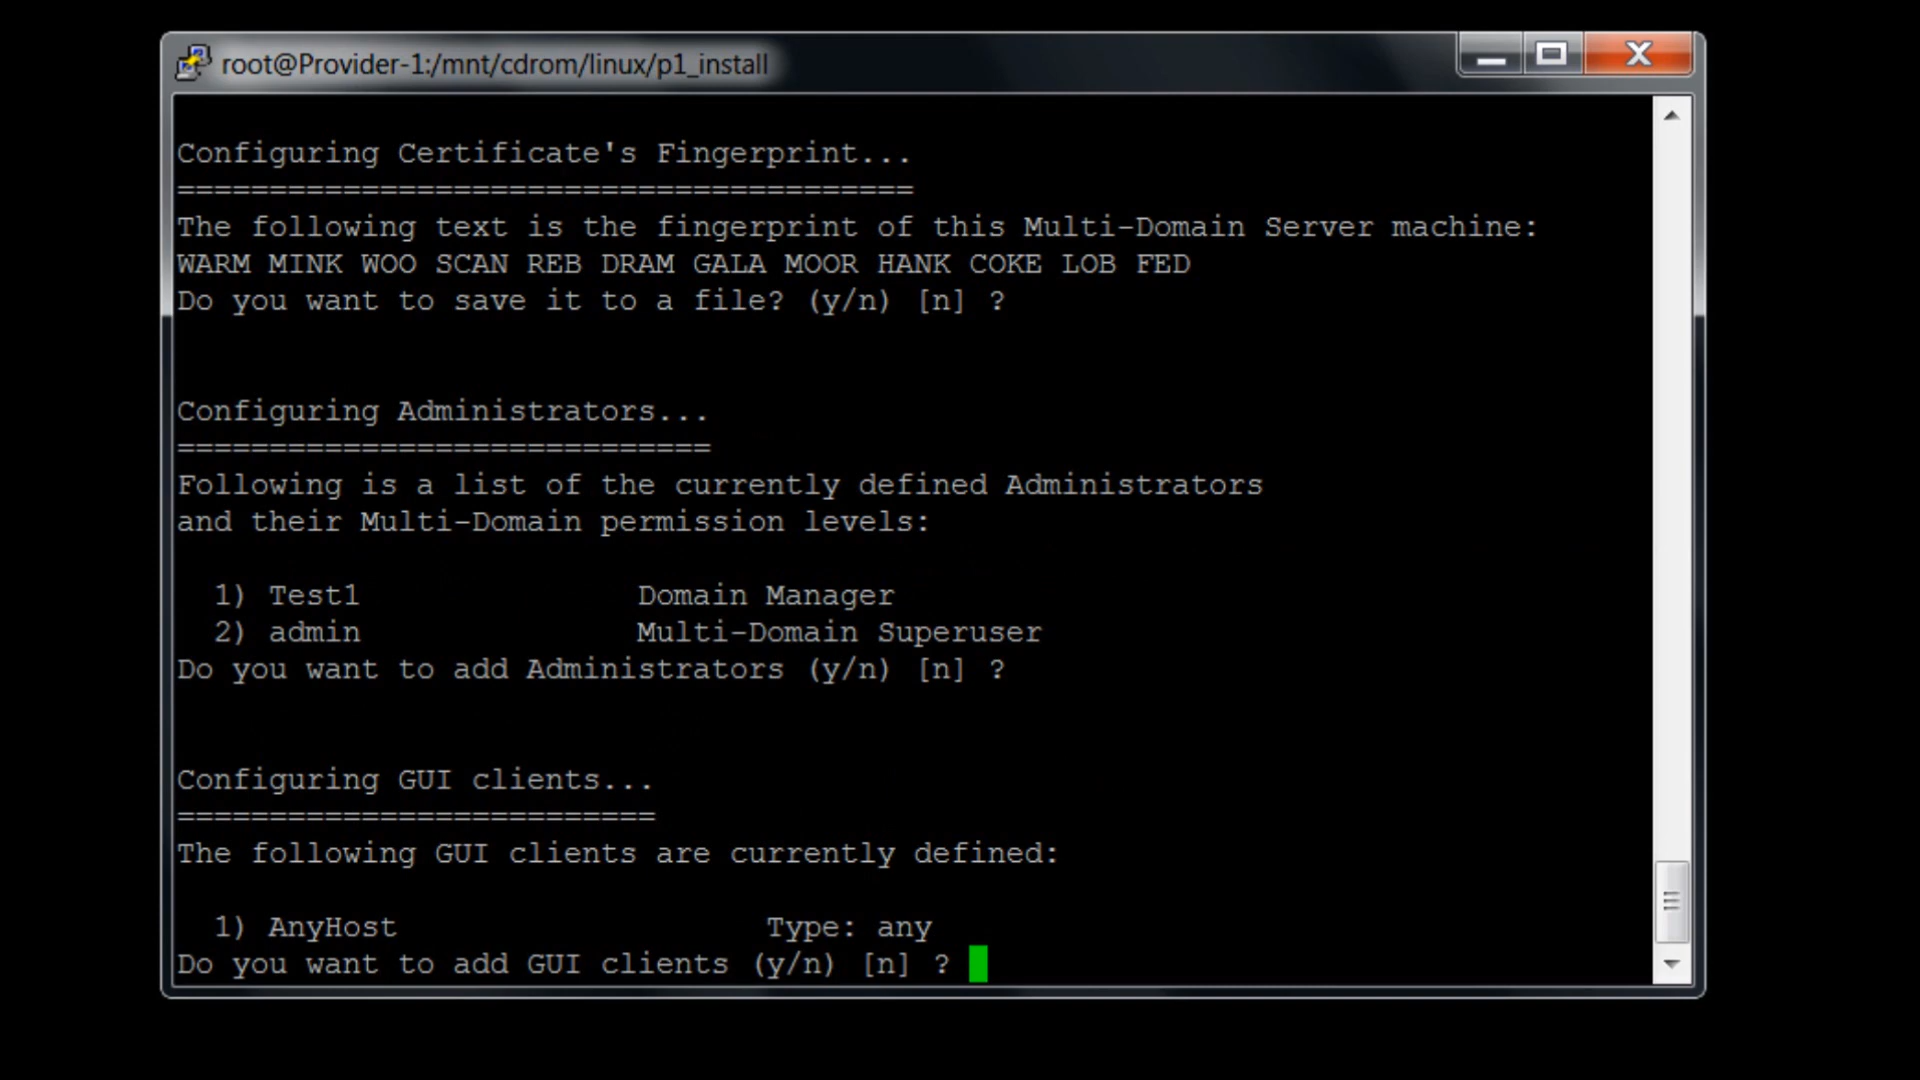 root@Provider-1:/mnt/cdrom/linux/p1_install
Configuring Certificate's Fingerprint...
========================================
The following text is the fingerprint of this Multi-Domain Server machine:
WARM MINK WOO SCAN REB DRAM GALA MOOR HANK COKE LOB FED
Do you want to save it to a file? (y/n) [n] ?
Configuring Administrators...
=============================
Following is a list of the currently defined Administrators
and their Multi-Domain permission levels:
1) Test1 Domain Manager
2) admin Multi-Domain Superuser
Do you want to add Administrators (y/n) [n] ?
Configuring GUI clients...
==========================
The following GUI clients are currently defined:
1) AnyHost Type: any
Do you want to add GUI clients (y/n) [n] ?